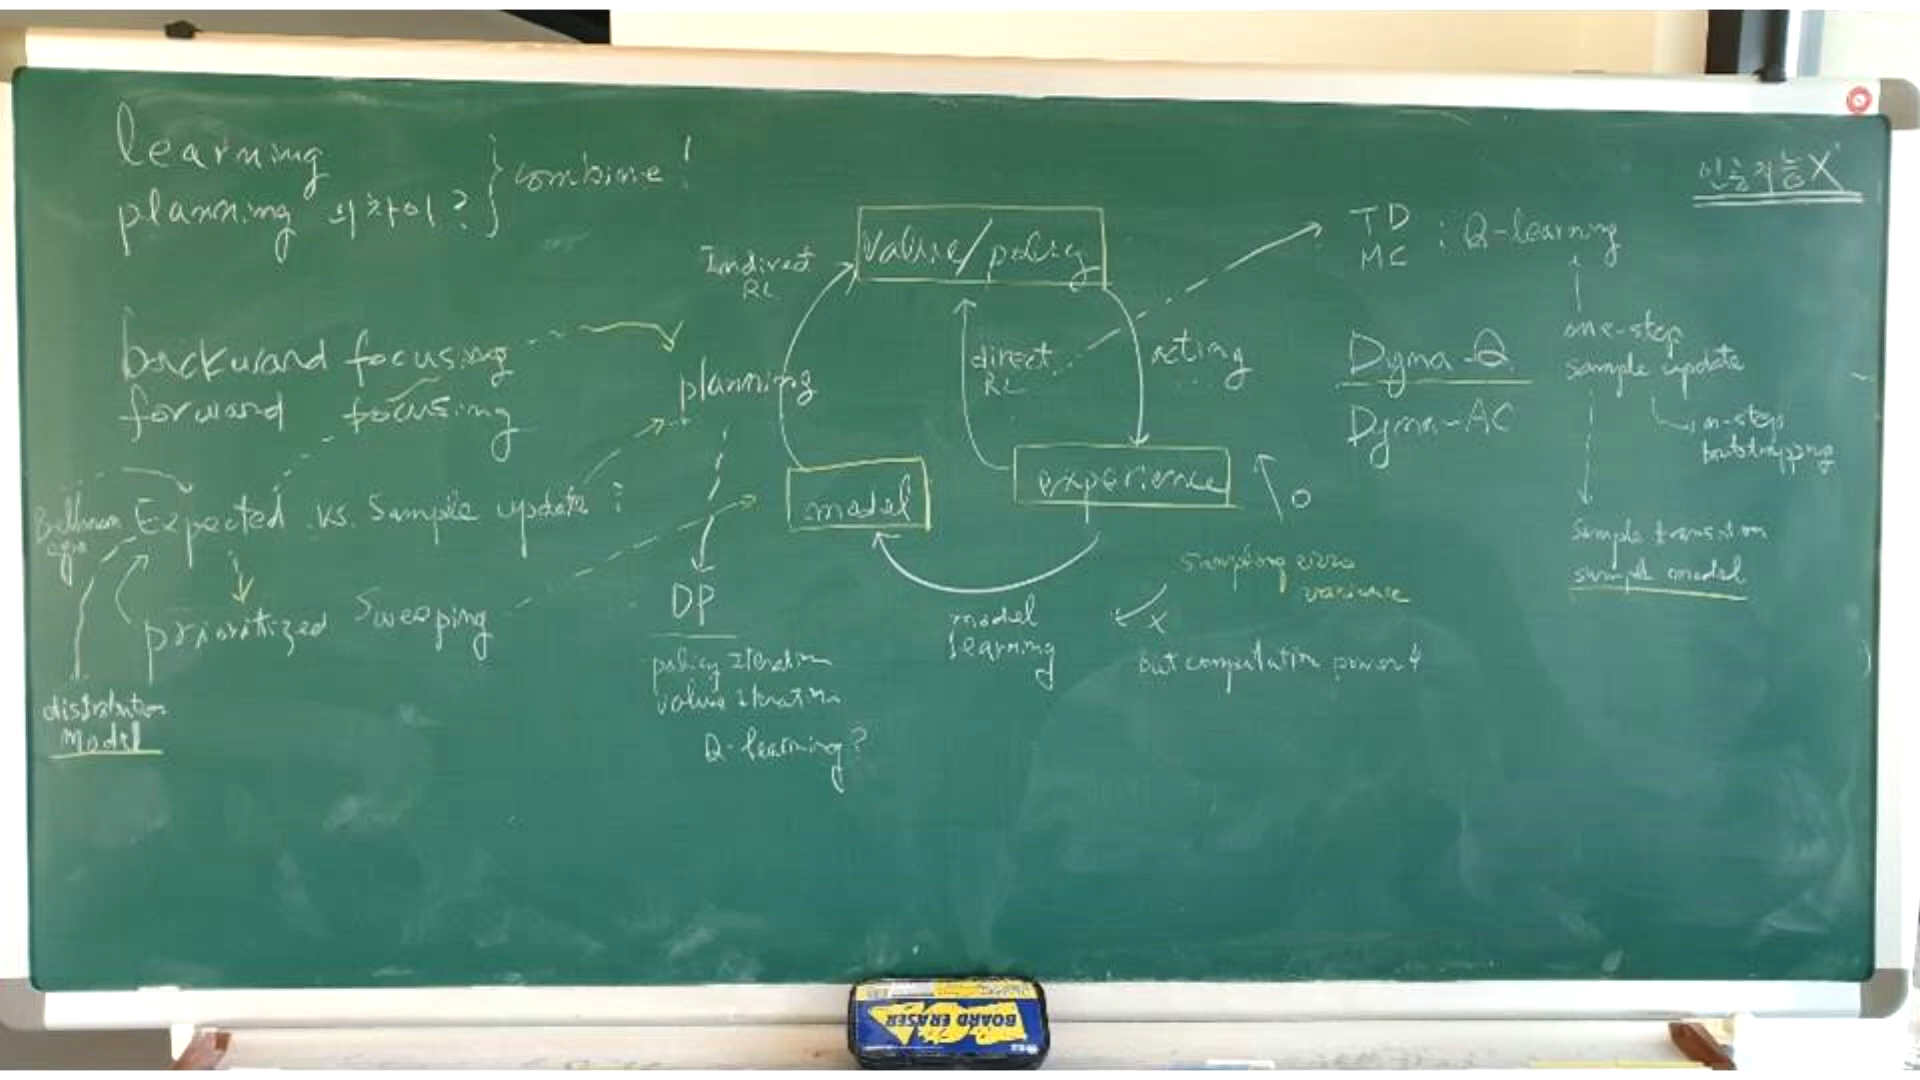 learning
planning 의 차이?
combine!
인공지능X
value/policy
Indirect
RL
TD
MC
: Q-learning
direct
RL
acting
planning
backward focusing
forward focusing
one-step
sample update
n-step
bootstrapping
Dyna-Q
Dyna-AC
model
experience
Bellman
Expected vs. Sample update
sample transition
sample model
sampling error
variance
O
X
but computation power
prioritized Sweeping
DP
policy iteration
value iteration
Q-learning?
model
learning
distribution
model
BOARD ERASER